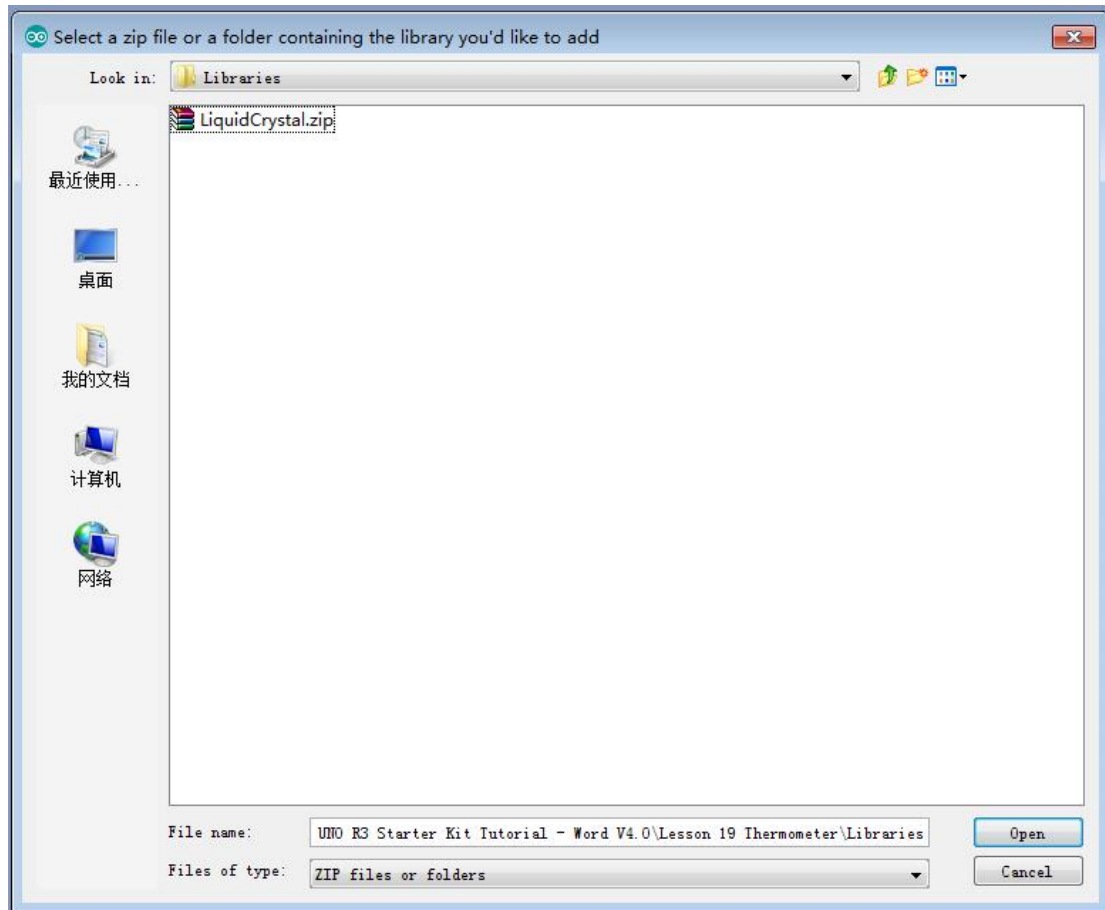 Select a zip file or a folder containing the library you'd like to add
Look in:
Libraries
LiquidCrystal.zip
最近使用...
桌面
我的文档
计算机
网络
File name:
UNO R3 Starter Kit Tutorial - Word V4.0\Lesson 19 Thermometer\Libraries
Open
Files of type:
ZIP files or folders
Cancel